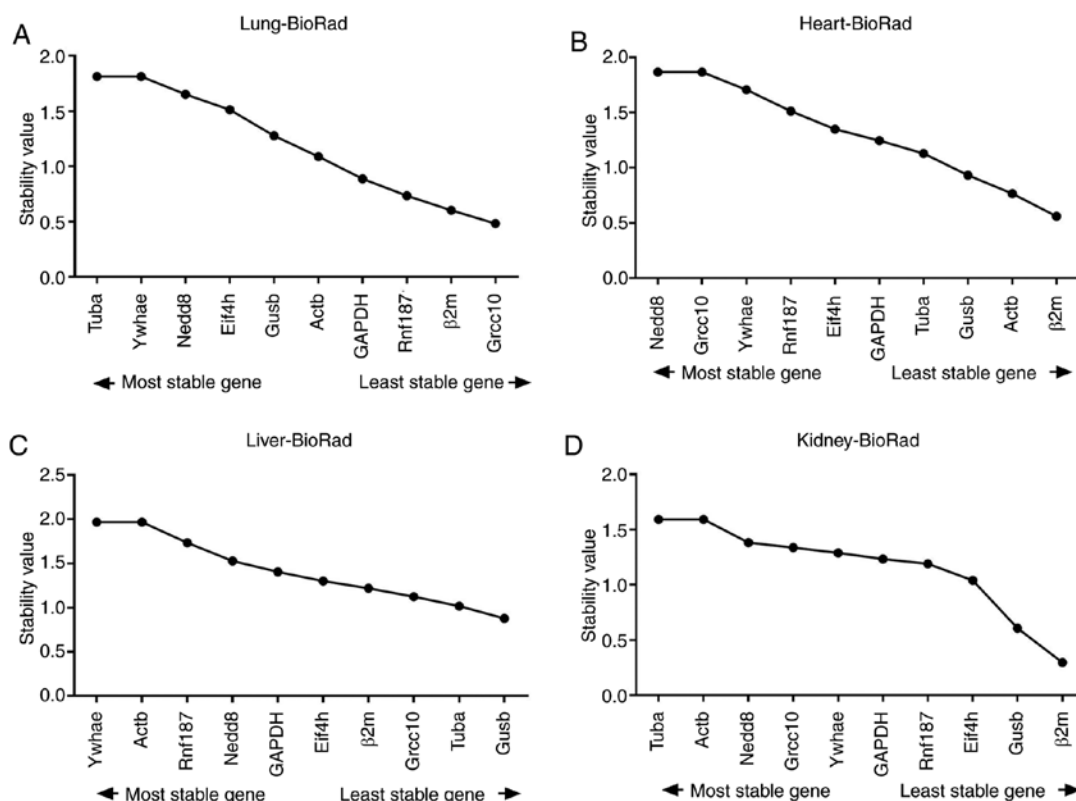 A
Lung-BioRad
Stability value
2.0
1.5
1.0
0.5
0.0
Tuba
Ywhae
Nedd8
Eif4h
Gusb
Actb
GAPDH
Rnf187
β2m
Grcc10
Most stable gene
Least stable gene
B
Heart-BioRad
Stability value
2.0
1.5
1.0
0.5
0.0
Nedd8
Grcc10
Ywhae
Rnf187
Eif4h
GAPDH
Tuba
Gusb
Actb
β2m
Most stable gene
Least stable gene
C
Liver-BioRad
Stability value
2.5
2.0
1.5
1.0
0.5
0.0
Ywhae
Actb
Rnf187
Nedd8
GAPDH
Eif4h
β2m
Grcc10
Tuba
Gusb
Most stable gene
Least stable gene
D
Kidney-BioRad
Stability value
2.0
1.5
1.0
0.5
0.0
Tuba
Actb
Nedd8
Grcc10
Ywhae
GAPDH
Rnf187
Eif4h
Gusb
β2m
Most stable gene
Least stable gene